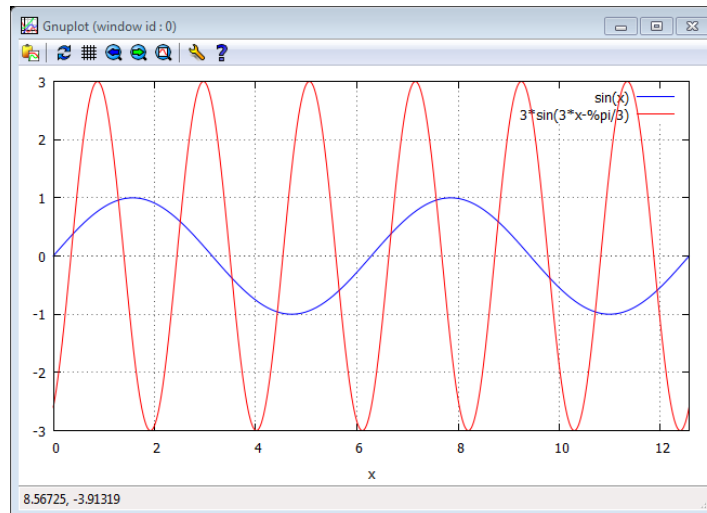 Gnuplot (window id : 0)
sin(x)
3*sin(3*x-%pi/3)
3
2
1
0
-1
-2
-3
0 2 4 6 8 10 12
x
8.56725, -3.91319